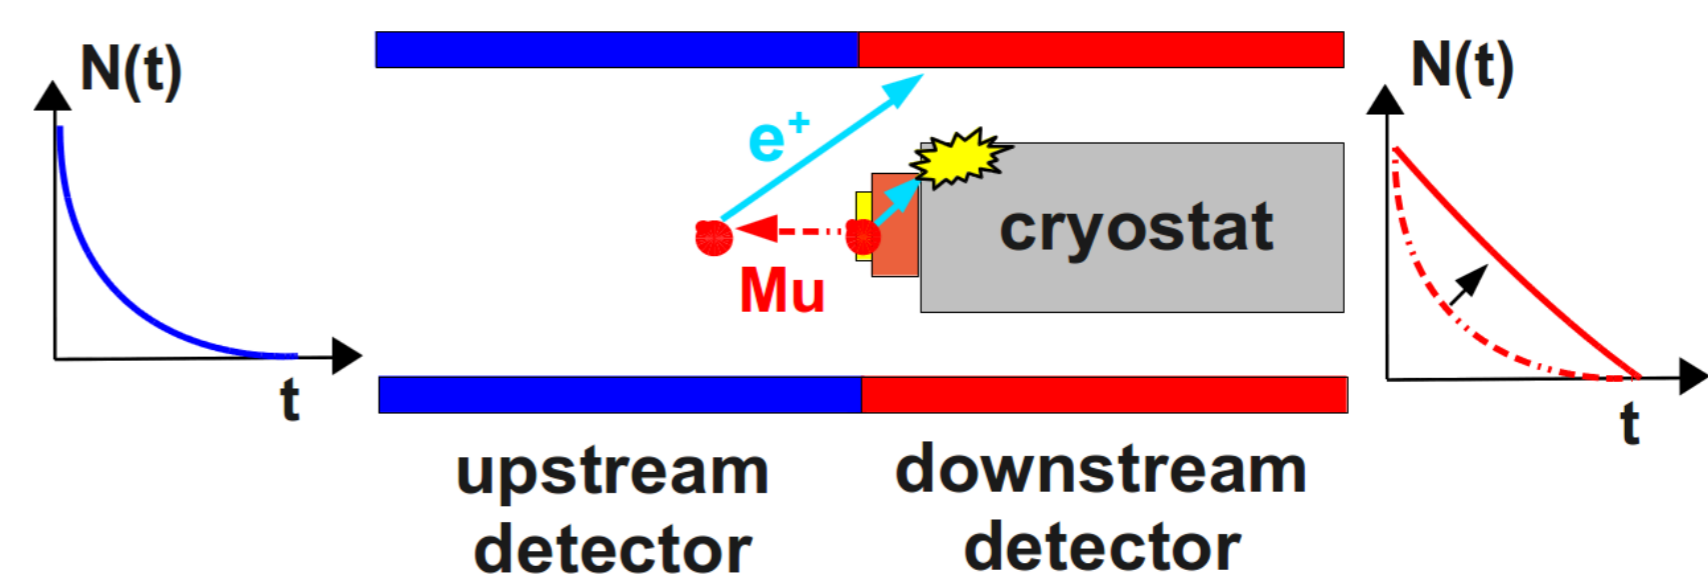 N(t)
t
e+
Mu
cryostat
N(t)
t
upstream
detector
downstream
detector